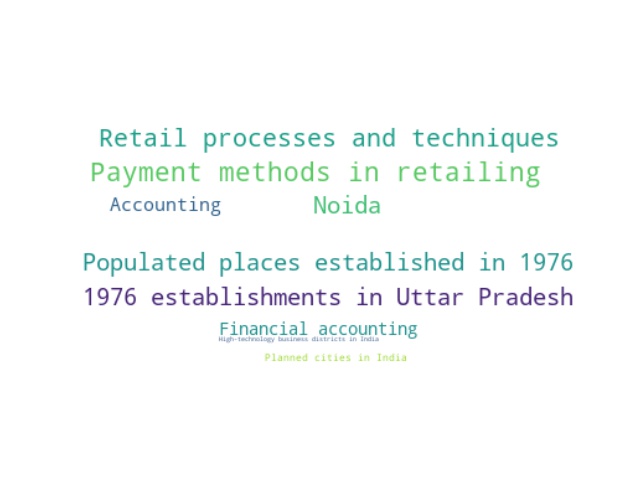 Retail processes and techniques
Payment methods in retailing
Accounting Noida
Populated places established in 1976
1976 establishments in Uttar Pradesh
Financial accounting
High-technology business districts in India
Planned cities in India